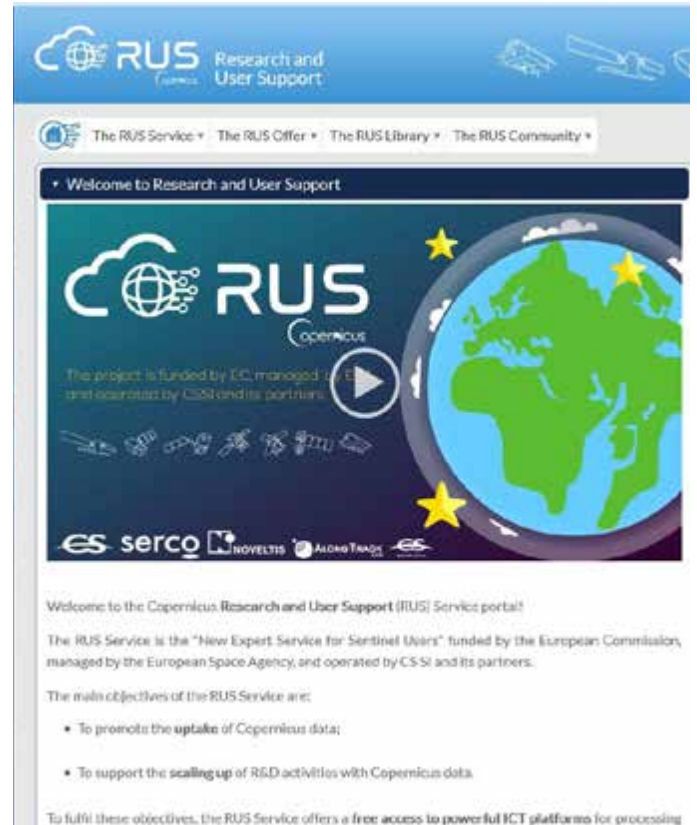 RUS
Copernicus
Research and
User Support
The RUS Service The RUS Offer The RUS Library The RUS Community
Welcome to Research and User Support
RUS
Copernicus
The project is funded by EC, managed by
and operated by CSSI and its partners
CS serco NOVELTIS ALONGTRACK CS
Welcome to the Copernicus Research and User Support (RUS) Service portal!
The RUS Service is the "New Expert Service for Sentinel Users" funded by the European Commission,
managed by the European Space Agency, and operated by CS SI and its partners.
The main objectives of the RUS Service are:
• To promote the uptake of Copernicus data;
• To support the scaling up of R&D activities with Copernicus data.
To fulfil these objectives, the RUS Service offers a free access to powerful ICT platforms for processing